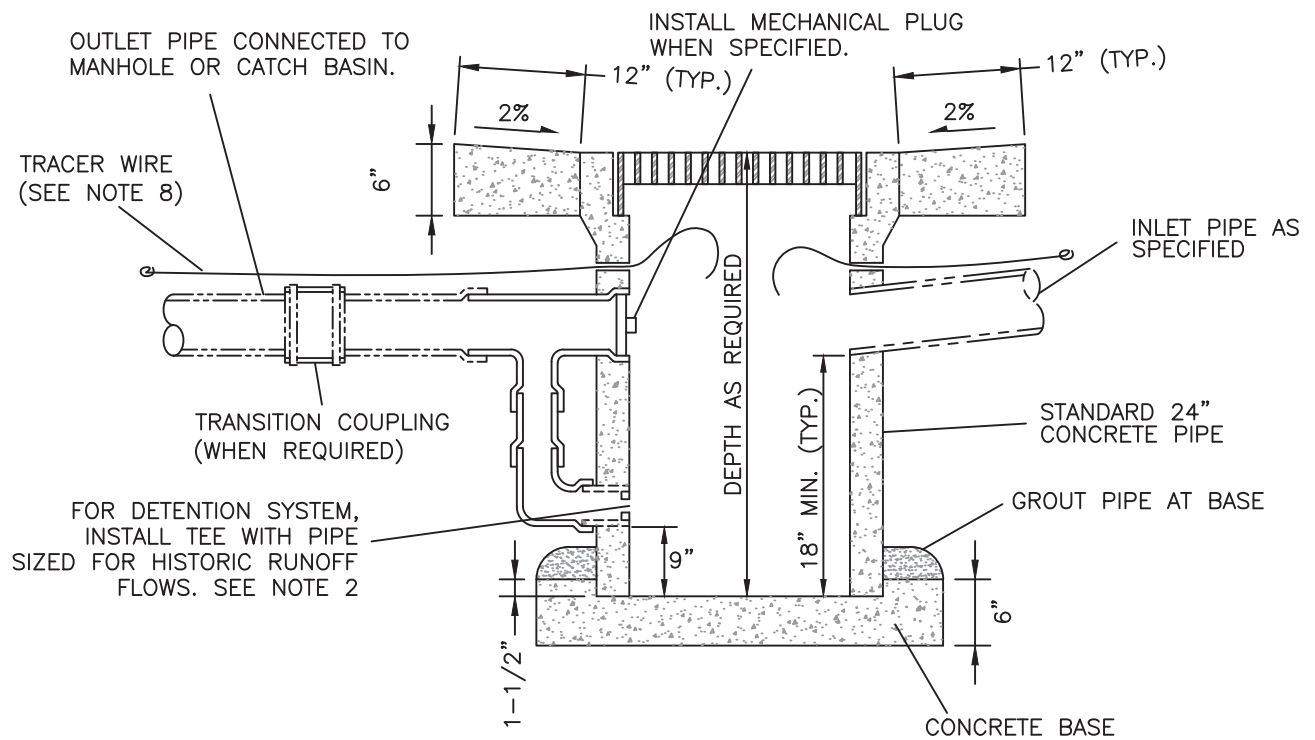 INSTALL MECHANICAL PLUG
WHEN SPECIFIED.
OUTLET PIPE CONNECTED TO
MANHOLE OR CATCH BASIN.
12" (TYP.)
12" (TYP.)
2%
2%
TRACER WIRE
(SEE NOTE 8)
6"
INLET PIPE AS
SPECIFIED
DEPTH AS REQUIRED
TRANSITION COUPLING
(WHEN REQUIRED)
18" MIN. (TYP.)
STANDARD 24"
CONCRETE PIPE
FOR DETENTION SYSTEM,
INSTALL TEE WITH PIPE
SIZED FOR HISTORIC RUNOFF
FLOWS. SEE NOTE 2
GROUT PIPE AT BASE
9"
6"
1-1/2"
CONCRETE BASE